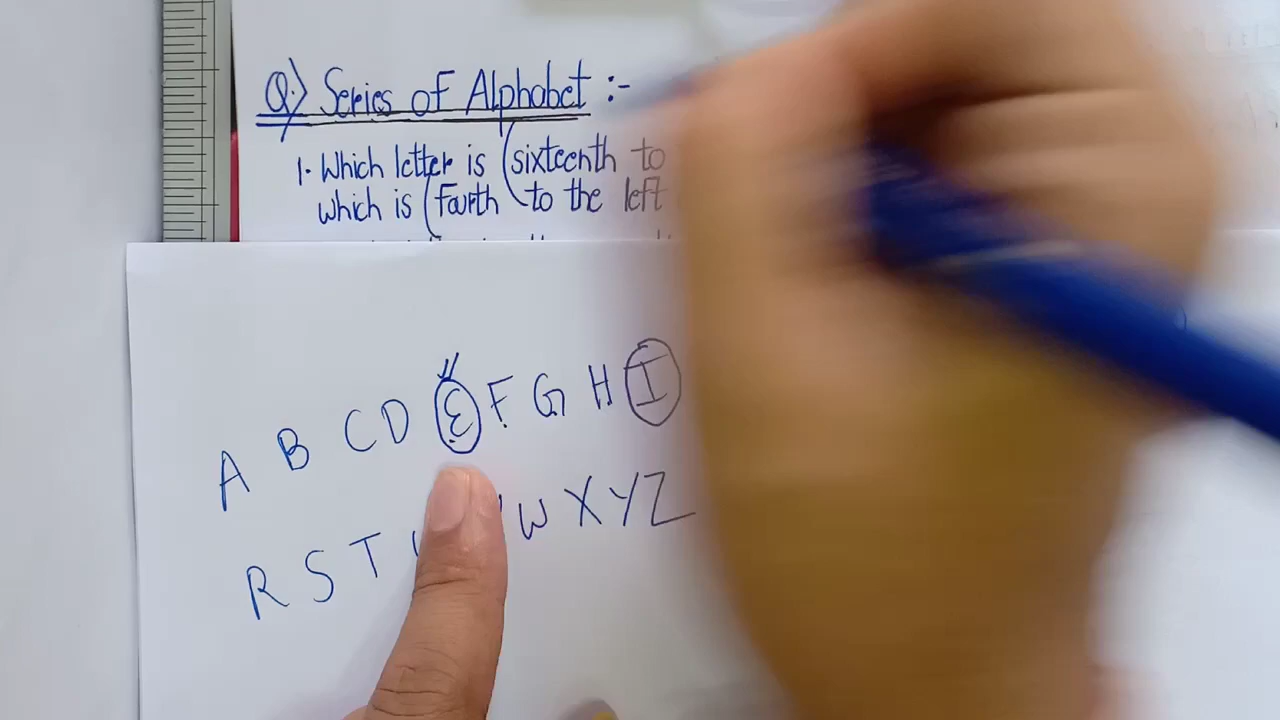 Q.) Series of Alphabet :-
1. Which letter is (sixteenth to
which is (fourth to the left
A B C D E F G H I
R S T W X Y Z